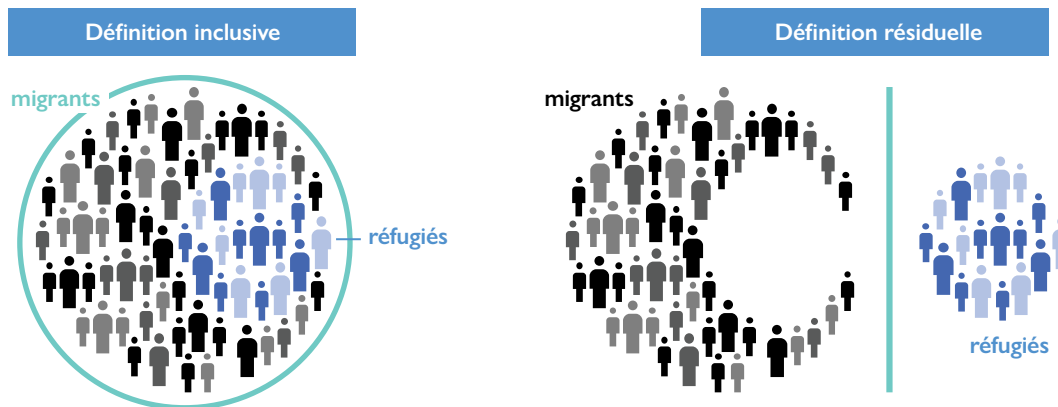 Définition inclusive
Définition résiduelle
migrants
migrants
réfugiés
réfugiés